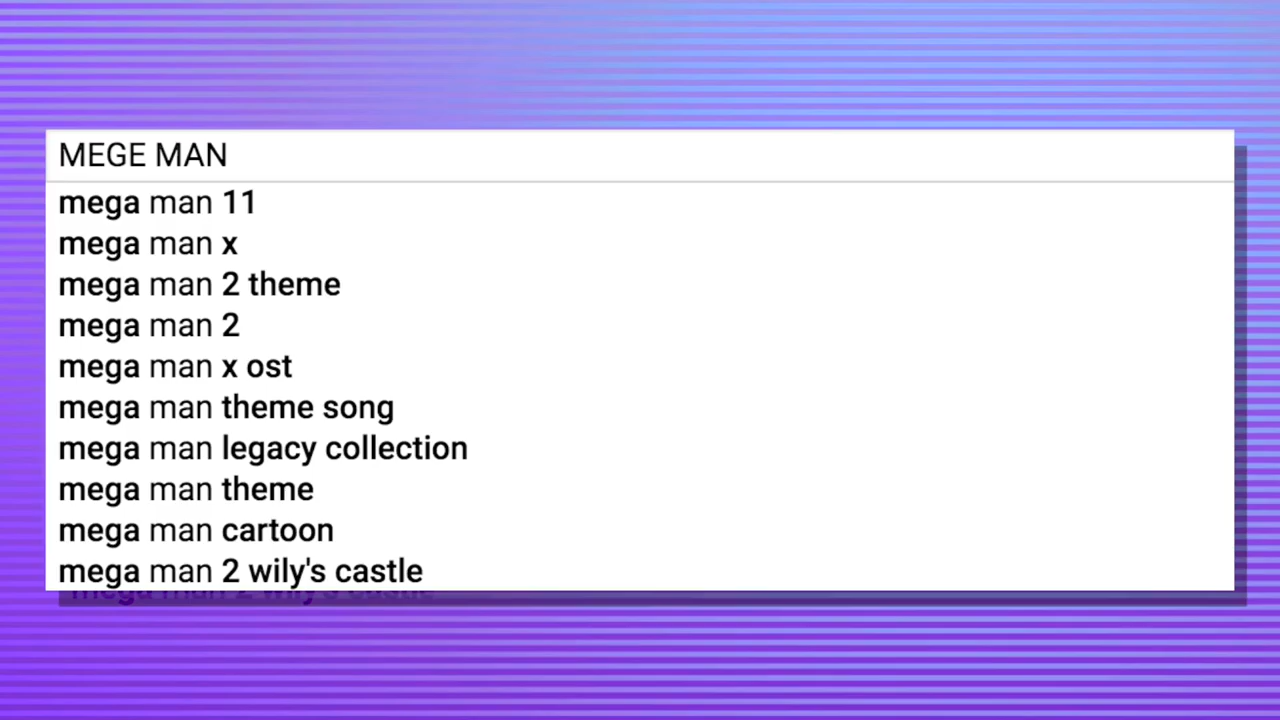 MEGE MAN
mega man 11
mega man x
mega man 2 theme
mega man 2
mega man x ost
mega man theme song
mega man legacy collection
mega man theme
mega man cartoon
mega man 2 wily's castle